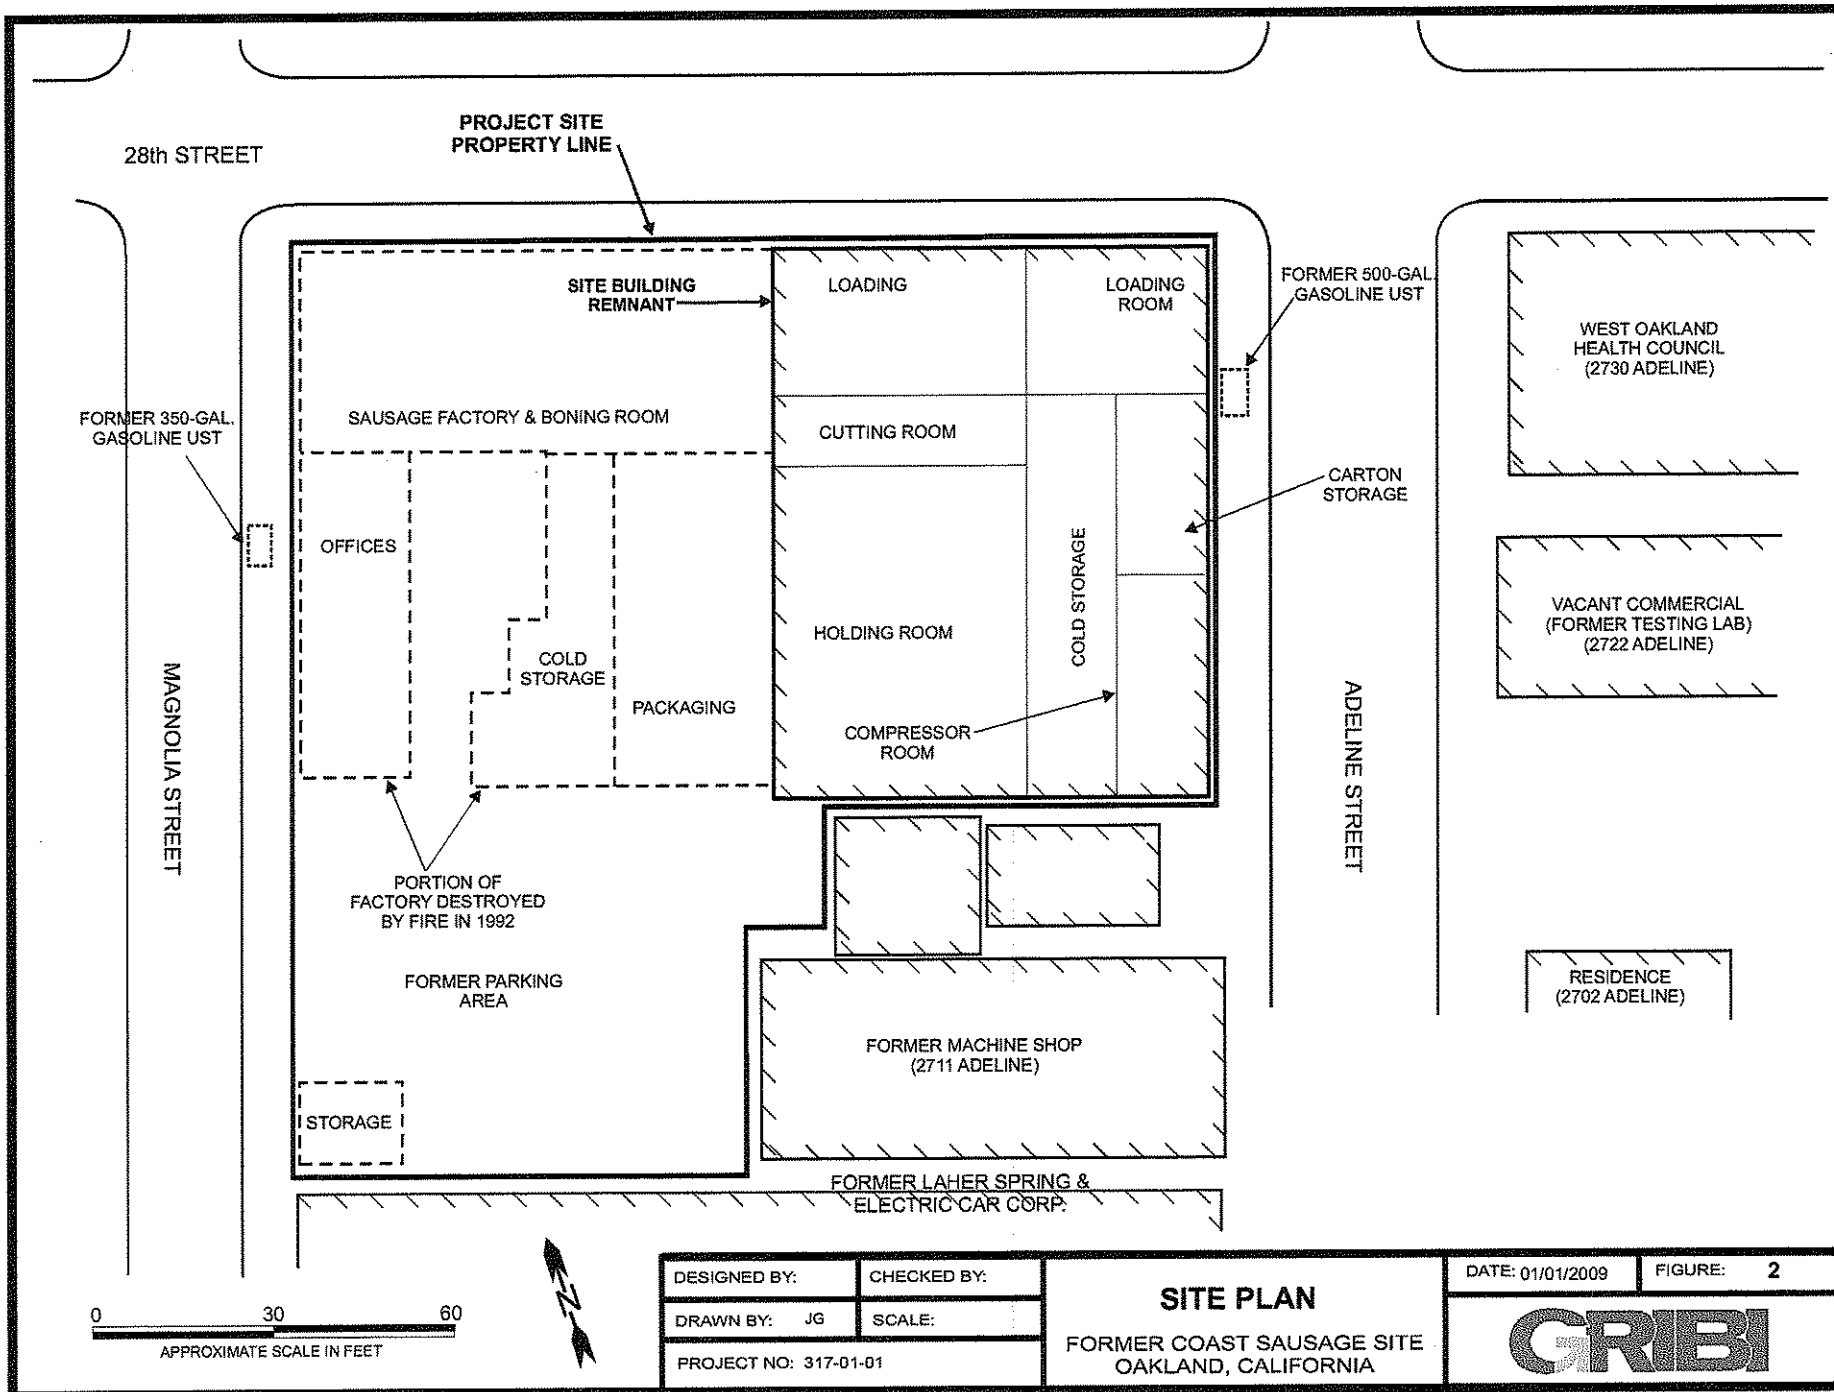 28th STREET
PROJECT SITE
PROPERTY LINE
SITE BUILDING
REMNANT
LOADING
LOADING
ROOM
FORMER 500-GAL.
GASOLINE UST
WEST OAKLAND
HEALTH COUNCIL
(2730 ADELINE)
FORMER 350-GAL.
GASOLINE UST
SAUSAGE FACTORY & BONING ROOM
CUTTING ROOM
CARTON
STORAGE
OFFICES
COLD STORAGE
HOLDING ROOM
VACANT COMMERCIAL
(FORMER TESTING LAB)
(2722 ADELINE)
COLD
STORAGE
PACKAGING
COMPRESSOR
ROOM
MAGNOLIA STREET
ADELINE STREET
PORTION OF
FACTORY DESTROYED
BY FIRE IN 1992
FORMER PARKING
AREA
RESIDENCE
(2702 ADELINE)
FORMER MACHINE SHOP
(2711 ADELINE)
STORAGE
FORMER LAHER SPRING &
ELECTRIC CAR CORP.
N
0 30 60
APPROXIMATE SCALE IN FEET
DESIGNED BY:
CHECKED BY:
DRAWN BY: JG
SCALE:
PROJECT NO: 317-01-01
SITE PLAN
FORMER COAST SAUSAGE SITE
OAKLAND, CALIFORNIA
DATE: 01/01/2009
FIGURE: 2
GRIBI